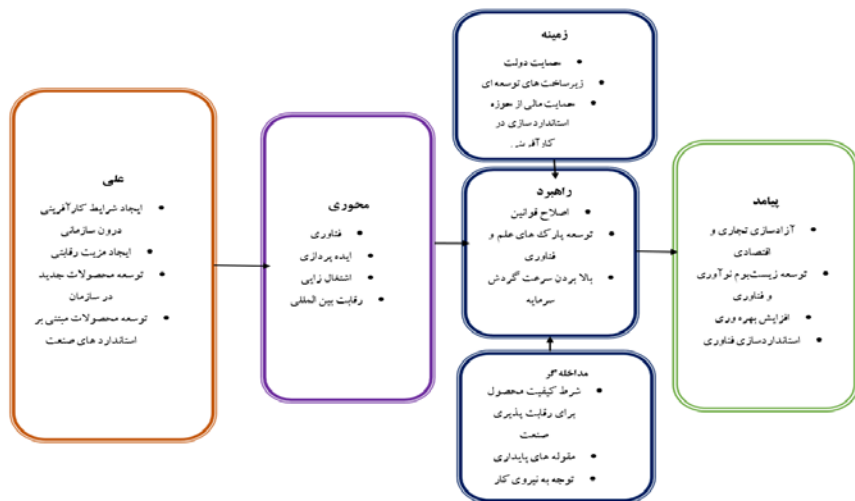 زمینه
• حمایت دولت
• زیرساخت های توسعه ای
• حمایت مالی از حوزه
استانداردسازی در
کارآفرینی
علی
• ایجاد شرایط کارآفرینی
درون سازمانی
• ایجاد مزیت رقابتی
• توسعه محصولات جدید
در سازمان
• توسعه محصولات مبتنی بر
استاندارد های صنعت
محوری
• فناوری
• ایده پردازی
• اشتغال زایی
• رقابت بین المللی
راهبرد
• اصلاح قوانین
• توسعه پارک های علم و
فناوری
• بالا بردن سرعت گردش
سرمایه
پیامد
• آزادسازی تجاری و
اقتصادی
• توسعه زیست‌بوم نوآوری
و فناوری
• افزایش بهره وری
• استانداردسازی فناوری
مداخله گر
• شرط کیفیت محصول
برای رقابت پذیری
صنعت
• مقوله های پایداری
• توجه به نیروی کار